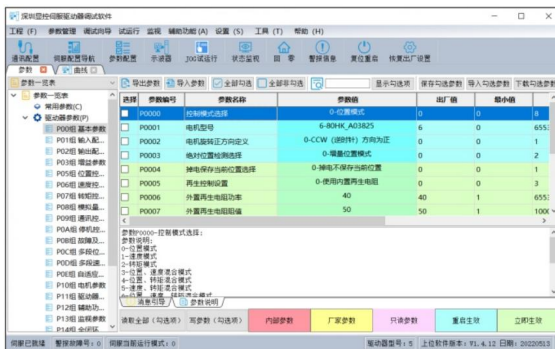 深圳显控伺服驱动器调试软件
工程 (F) 参数管理 调试向导 试运行 监视 辅助功能 (A) 设置 (S) 工具 (T) 帮助 (H)
通讯配置 伺服配置导航 参数配置 示波器 JOG试运行 状态监视 回 零 警报信息 复位重启 恢复出厂设置
参数 曲线
参数一览表
导出参数 导入参数 全部勾选 全部非勾选 显示勾选项 保存勾选参数 导入勾选参数 下载勾选参数
参数一览表
常用参数(C)
驱动器参数(P)
P00组 基本参数
P01组 输入配...
P02组 输出配...
P03组 增益参数
P05组 位置控...
P06组 速度控...
P07组 转矩控...
P08组 模拟量...
P09组 通讯控...
P0A组 停机控...
P0B组 故障及...
P0C组 多段位...
P0D组 多段速...
P0E组 自适应...
P10组 电机参数
P11组 驱动器...
P12组 辅助功...
P13组 监视参数
P14组 全闭环
选择 参数编号 参数名称 参数值 出厂值 最小值
P0000 控制模式选择 0-位置模式 0 0 8
P0001 电机型号 6-80HK_A03825 6 0 6553
P0002 电机旋转正方向定义 0-CCW (逆时针) 方向为正 0 0 1
P0003 绝对位置检测选择 0-增量位置模式 0 0 2
P0004 掉电保存当前位置选择 0-掉电不保存当前位置 0 0 1
P0005 再生控制设置 0-使用内置再生电阻 0 0 3
P0006 外置再生电阻功率 40 40 1 6553
P0007 外置再生电阻阻值 50 50 1 1000
参数P0000-控制模式选择:
参数说明:
0-位置模式
1-速度模式
2-转矩模式
3-位置、速度混合模式
4-位置、转矩混合模式
5-速度、转矩混合模式
6-位置、速度、转矩混合模式
消息引导 参数说明
读取全部 (勾选项) 写参数 (勾选项) 内部参数 厂家参数 只读参数 重启生效 立即生效
伺服已就绪 警报故障号: 0 伺服当前运行模式: 0 驱动器型号: 5 上位软件版本: V1.4.12 日期: 20220513